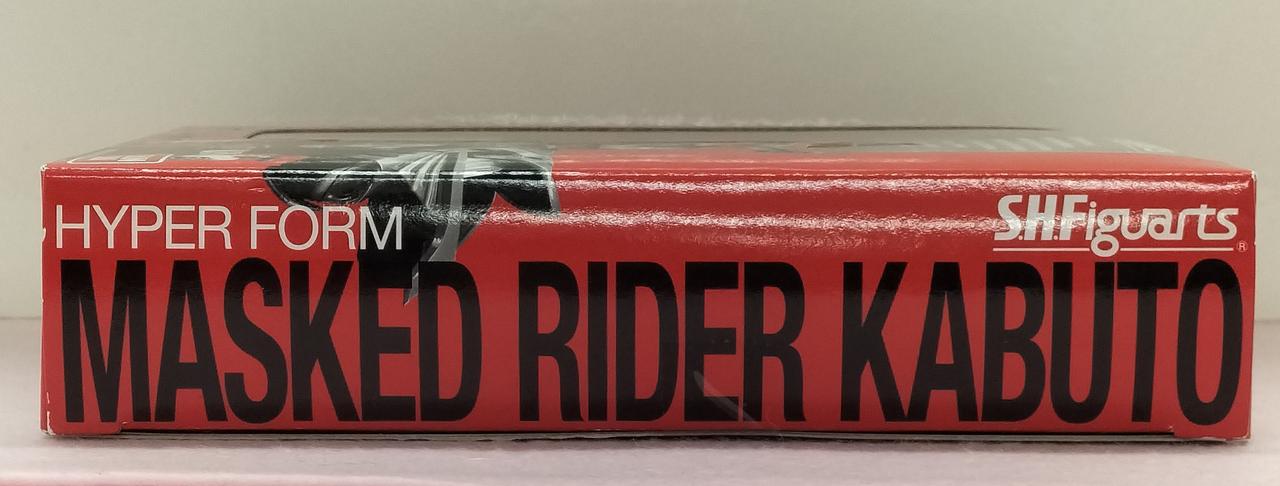 HYPER FORM
S.H.Figuarts®
MASKED RIDER KABUTO